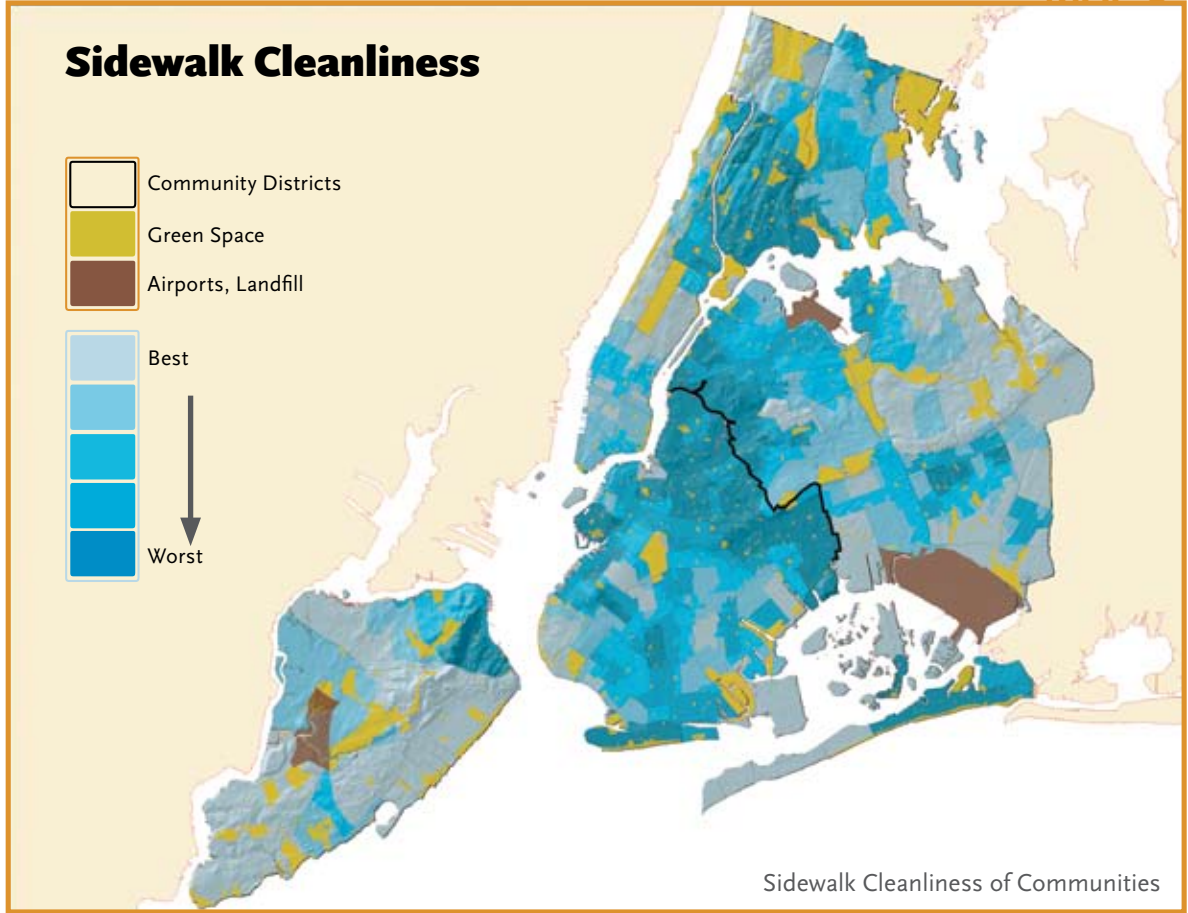 Sidewalk Cleanliness
Community Districts
Green Space
Airports, Landfill
Best
Worst
Sidewalk Cleanliness of Communities